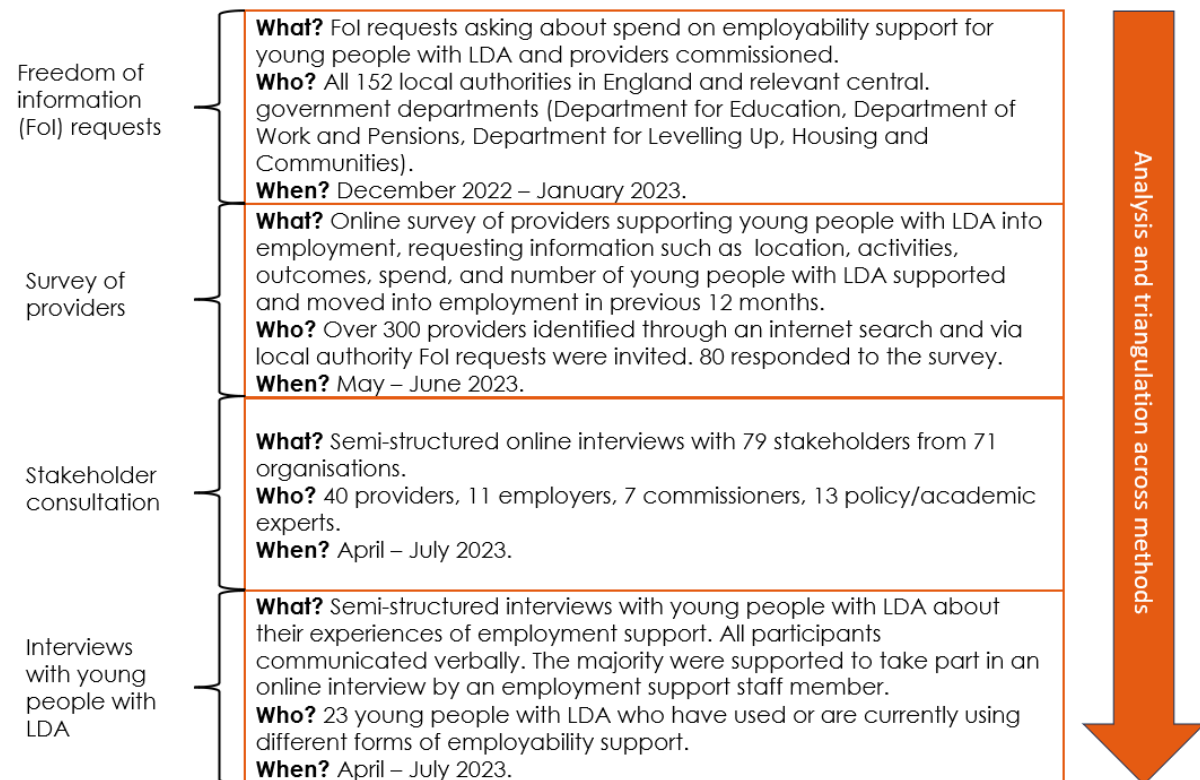 Freedom of
information
(FoI) requests
What? FoI requests asking about spend on employability support for
young people with LDA and providers commissioned.
Who? All 152 local authorities in England and relevant central.
government departments (Department for Education, Department of
Work and Pensions, Department for Levelling Up, Housing and
Communities).
When? December 2022 – January 2023.
Survey of
providers
What? Online survey of providers supporting young people with LDA into
employment, requesting information such as  location, activities,
outcomes, spend, and number of young people with LDA supported
and moved into employment in previous 12 months.
Who? Over 300 providers identified through an internet search and via
local authority FoI requests were invited. 80 responded to the survey.
When? May – June 2023.
Stakeholder
consultation
What? Semi-structured online interviews with 79 stakeholders from 71
organisations.
Who? 40 providers, 11 employers, 7 commissioners, 13 policy/academic
experts.
When? April – July 2023.
Interviews
with young
people with
LDA
What? Semi-structured interviews with young people with LDA about
their experiences of employment support. All participants
communicated verbally. The majority were supported to take part in an
online interview by an employment support staff member.
Who? 23 young people with LDA who have used or are currently using
different forms of employability support.
When? April – July 2023.
Analysis and triangulation across methods